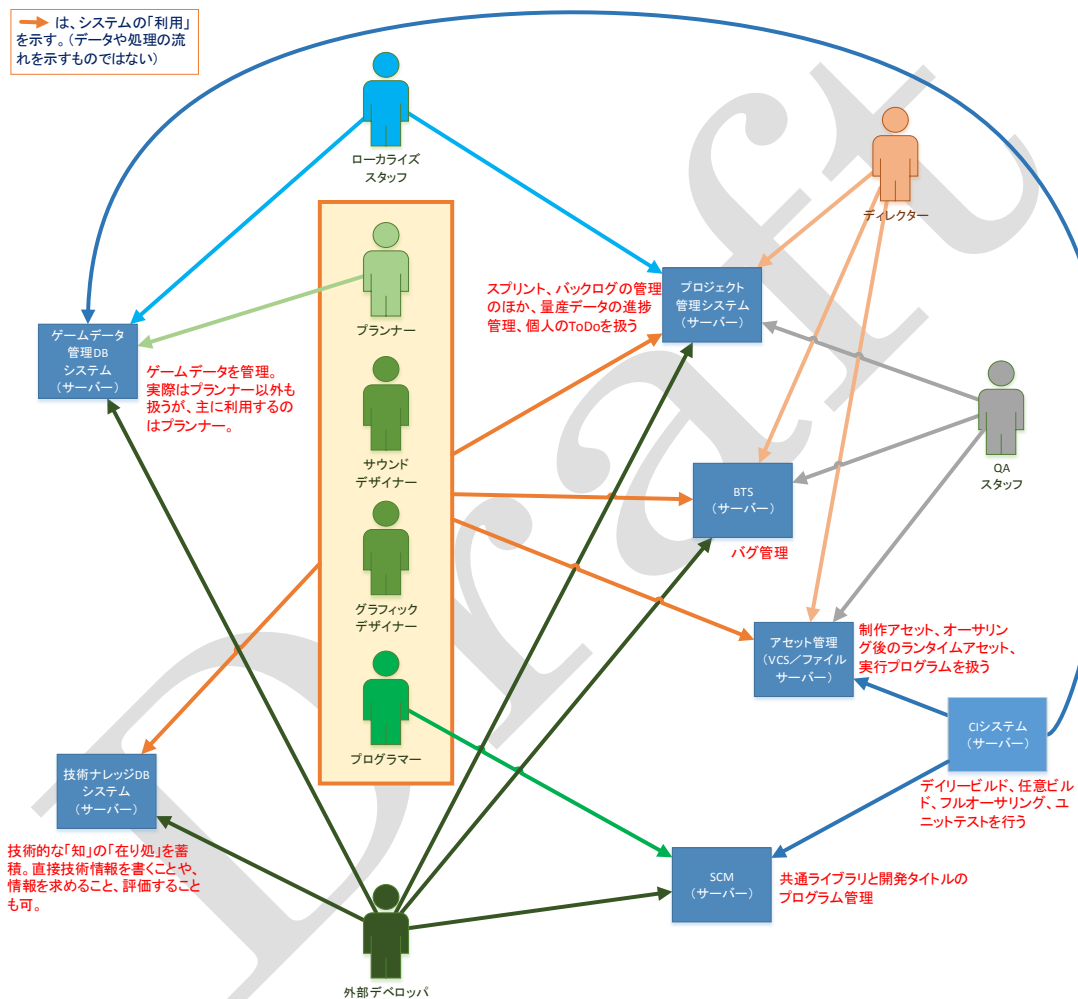 は、システムの「利用」
を示す。(データや処理の流
れを示すものではない)
ローカライズ
スタッフ
ディレクター
プランナー
スプリント、バックログの管理
のほか、量産データの進捗
管理、個人のToDoを扱う
プロジェクト
管理システム
(サーバー)
ゲームデータ
管理DB
システム
(サーバー)
ゲームデータを管理。
実際はプランナー以外も
扱うが、主に利用するの
はプランナー。
サウンド
デザイナー
QA
スタッフ
BTS
(サーバー)
バグ管理
グラフィック
デザイナー
アセット管理
(VCS/ファイル
サーバー)
制作アセット、オーサリン
グ後のランタイムアセット、
実行プログラムを扱う
プログラマー
CIシステム
(サーバー)
デイリービルド、任意ビル
ド、フルオーサリング、ユ
ニットテストを行う
技術ナレッジDB
システム
(サーバー)
技術的な「知」の「在り処」を蓄
積。直接技術情報を書くことや、
情報を求めること、評価すること
も可。
SCM
(サーバー)
共通ライブラリと開発タイトルの
プログラム管理
外部デベロッパ
Draft